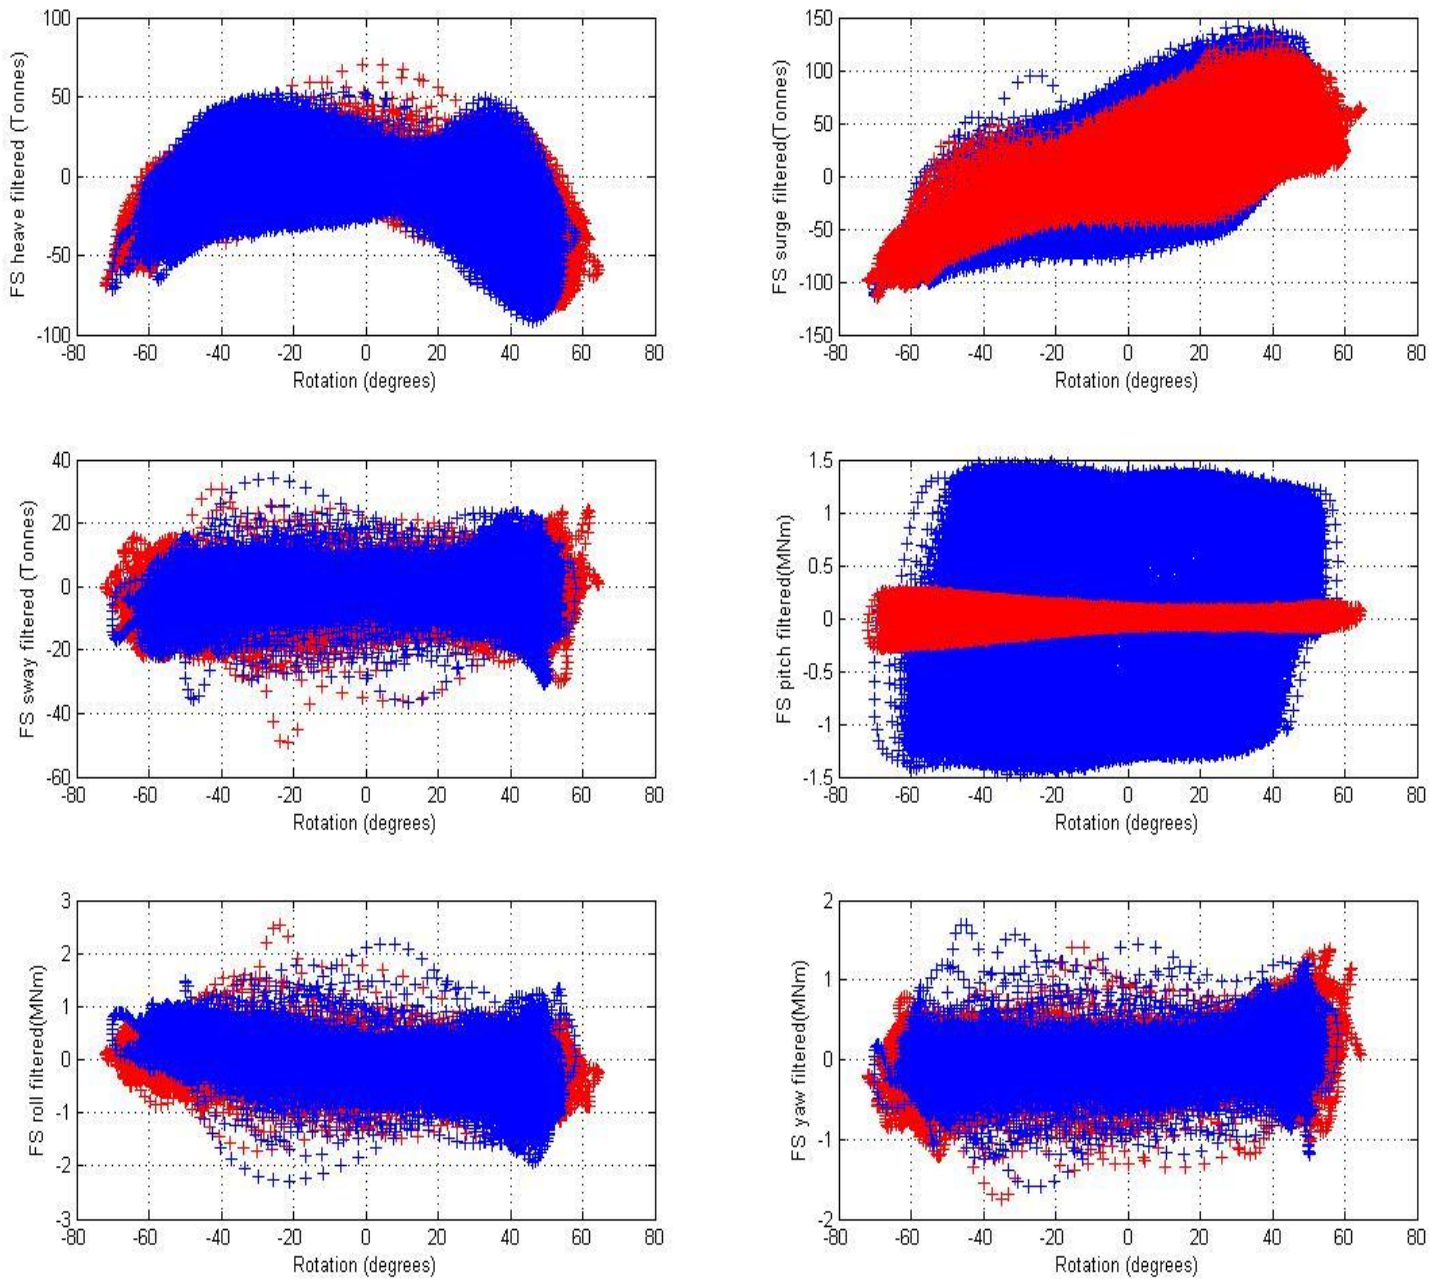 FS heave filtered (Tonnes)
100
50
0
-50
-100
-80 -60 -40 -20 0 20 40 60 80
Rotation (degrees)
FS surge filtered(Tonnes)
150
100
50
0
-50
-100
-150
-80 -60 -40 -20 0 20 40 60 80
Rotation (degrees)
FS sway filtered (Tonnes)
40
20
0
-20
-40
-60
-80 -60 -40 -20 0 20 40 60 80
Rotation (degrees)
FS pitch filtered(MNm)
1.5
1
0.5
0
-0.5
-1
-1.5
-80 -60 -40 -20 0 20 40 60 80
Rotation (degrees)
FS roll filtered(MNm)
3
2
1
0
-1
-2
-3
-80 -60 -40 -20 0 20 40 60 80
Rotation (degrees)
FS yaw filtered(MNm)
2
1
0
-1
-2
-80 -60 -40 -20 0 20 40 60 80
Rotation (degrees)